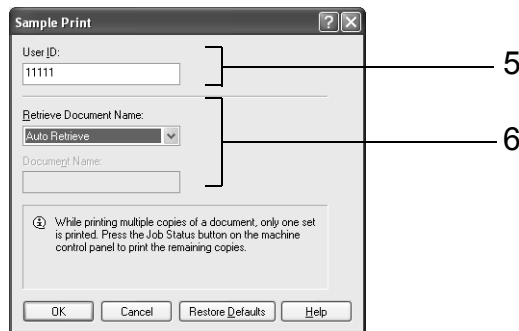 Sample Print
User ID:
11111
5
Retrieve Document Name:
Auto Retrieve
6
Document Name:
While printing multiple copies of a document, only one set
is printed. Press the Job Status button on the machine
control panel to print the remaining copies.
OK Cancel Restore Defaults Help